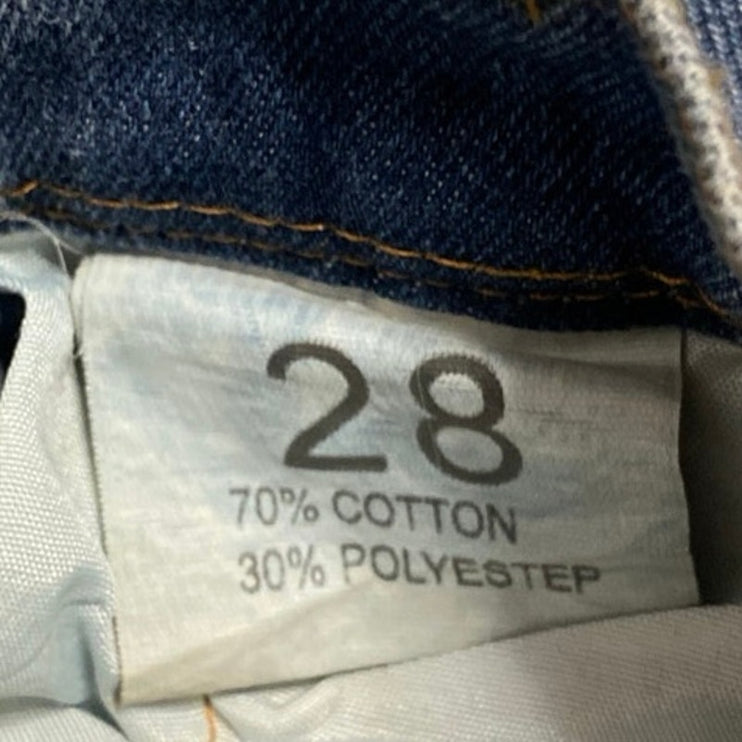 28
70% COTTON
30% POLYESTEP